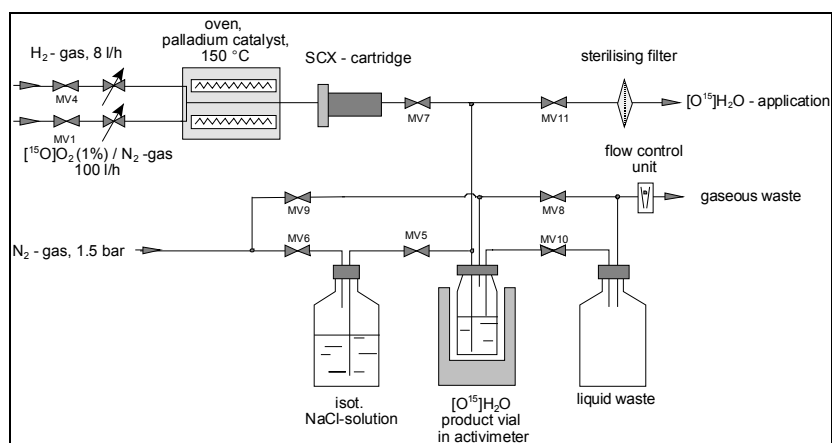 oven,
palladium catalyst,
150 °C
H₂- gas, 8 l/h
SCX - cartridge
sterilising filter
MV4
MV7
MV11
[O¹⁵]H₂O - application
MV1
[¹⁵O]O₂ (1%) / N₂ -gas
100 l/h
flow control
unit
MV9
MV8
gaseous waste
N₂ - gas, 1.5 bar
MV6
MV5
MV10
isot.
NaCl-solution
[O¹⁵]H₂O
product vial
in activimeter
liquid waste